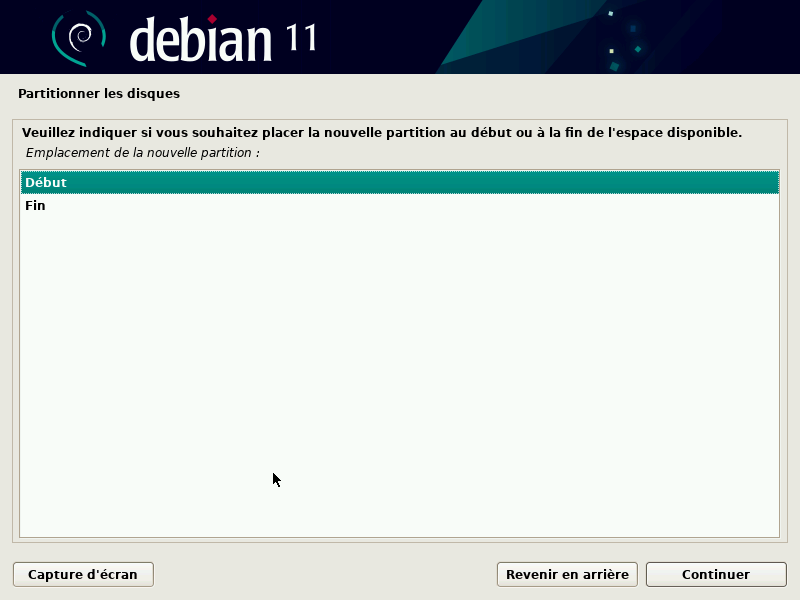 debian 11
Partitionner les disques
Veuillez indiquer si vous souhaitez placer la nouvelle partition au début ou à la fin de l'espace disponible.
Emplacement de la nouvelle partition :
Début
Fin
Capture d'écran
Revenir en arrière
Continuer